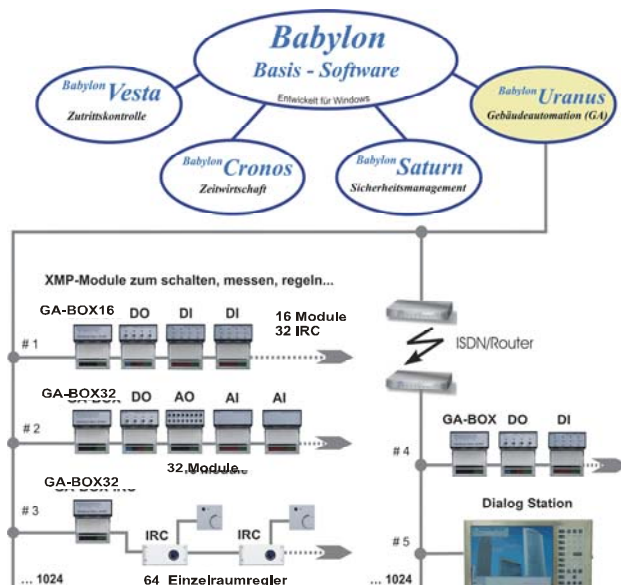 Babylon
Basis - Software
Entwickelt für Windows
Babylon Vesta
Zutrittskontrolle
Babylon Uranus
Gebäudeautomation (GA)
Babylon Cronos
Zeitwirtschaft
Babylon Saturn
Sicherheitsmanagement
XMP-Module zum schalten, messen, regeln...
GA-BOX16 DO DI DI
16 Module
32 IRC
# 1
ISDN/Router
GA-BOX32 DO AO AI AI
# 2
32 Module
GA-BOX DO DI
# 4
GA-BOX32
# 3
IRC IRC
64 Einzelraumregler
... 1024
Dialog Station
# 5
... 1024